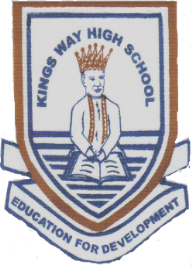 KINGS WAY HIGH SCHOOL
EDUCATION FOR DEVELOPMENT